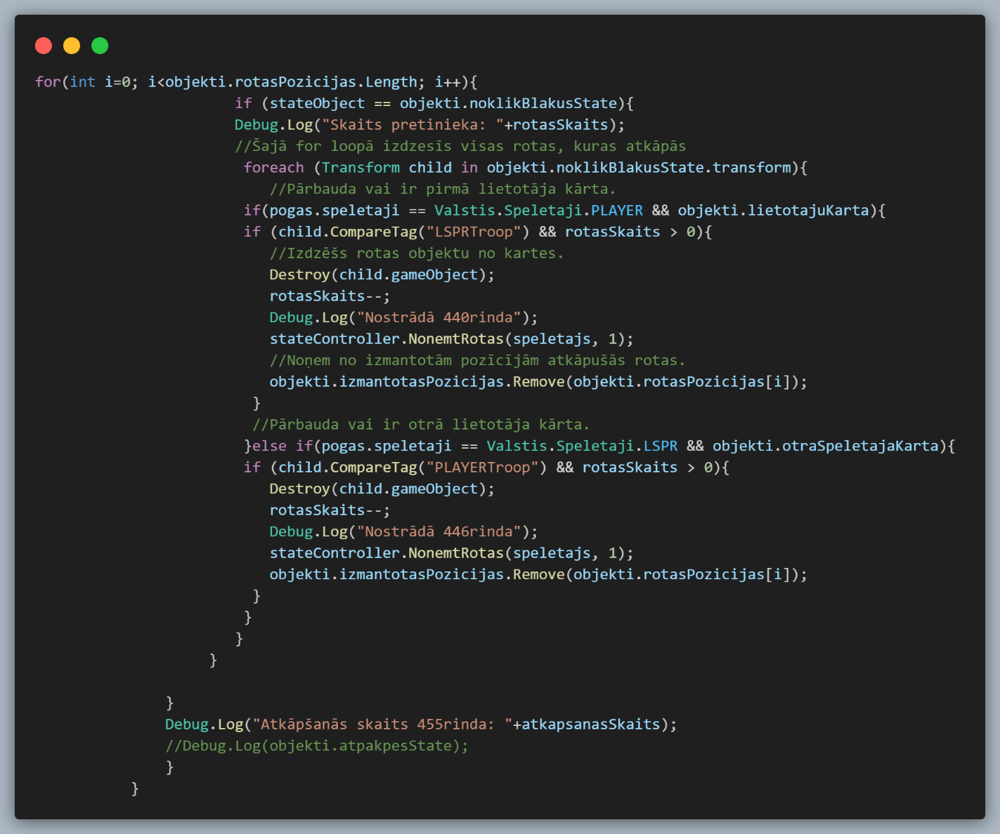 for(int i=0; i<objekti.rotasPozicijas.Length; i++){
if (stateObject == objekti.noklikBlakusState){
Debug.Log("Skaits pretinieka: "+rotasSkaits);
//Šajā for loopā izdzesīs visas rotas, kuras atkāpās
foreach (Transform child in objekti.noklikBlakusState.transform){
//Pārbauda vai ir pirmā lietotāja kārta.
if(pogas.speletaji == Valstis.Speletaji.PLAYER && objekti.lietotajuKarta){
if (child.CompareTag("LSPRTroop") && rotasSkaits > 0){
//Izdzēšs rotas objektu no kartes.
Destroy(child.gameObject);
rotasSkaits--;
Debug.Log("Nostrādā 440rinda");
stateController.NonemtRotas(speletajs, 1);
//Noņem no izmantotām pozīcījām atkāpušās rotas.
objekti.izmantotasPozicijas.Remove(objekti.rotasPozicijas[i]);
}
//Pārbauda vai ir otrā lietotāja kārta.
}else if(pogas.speletaji == Valstis.Speletaji.LSPR && objekti.otraSpeletajaKarta){
if (child.CompareTag("PLAYERTroop") && rotasSkaits > 0){
Destroy(child.gameObject);
rotasSkaits--;
Debug.Log("Nostrādā 446rinda");
stateController.NonemtRotas(speletajs, 1);
objekti.izmantotasPozicijas.Remove(objekti.rotasPozicijas[i]);
}
}
}
}
}
Debug.Log("Atkāpšanās skaits 455rinda: "+atkapsanasSkaits);
//Debug.Log(objekti.atpakpesState);
}
}